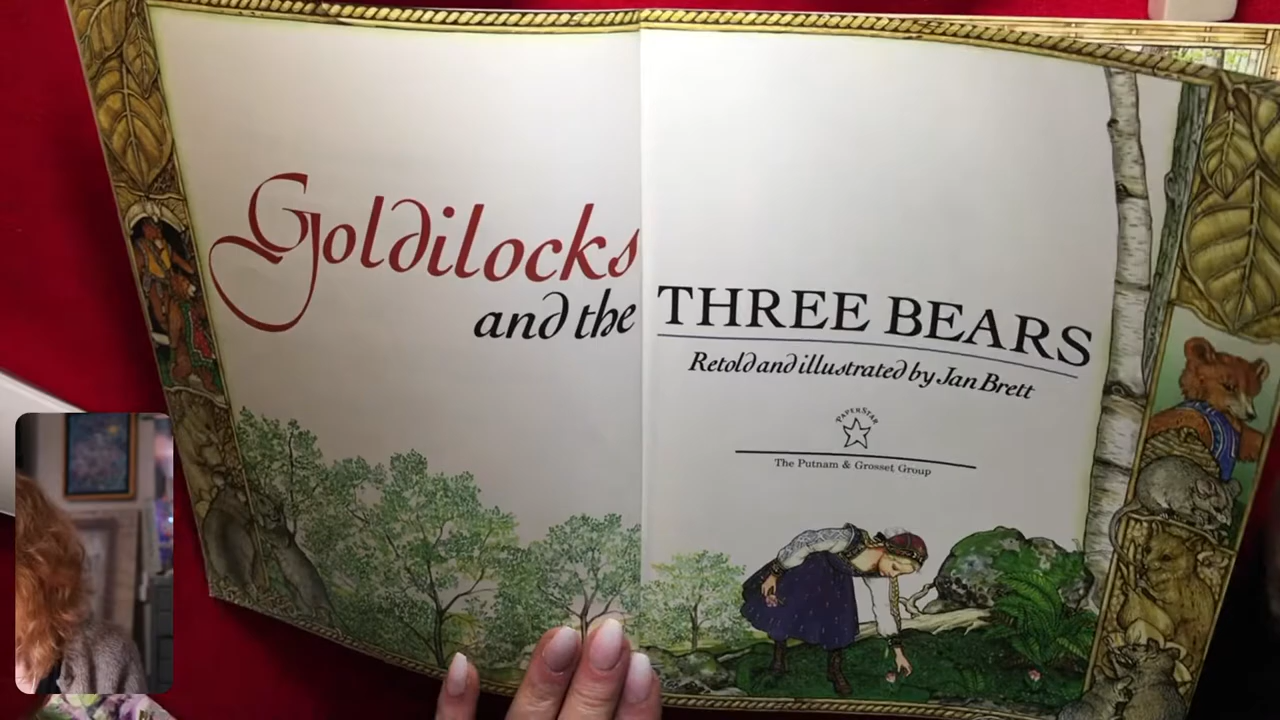 Goldilocks
and the THREE BEARS
Retold and illustrated by Jan Brett
PAPERSTAR
The Putnam & Grosset Group